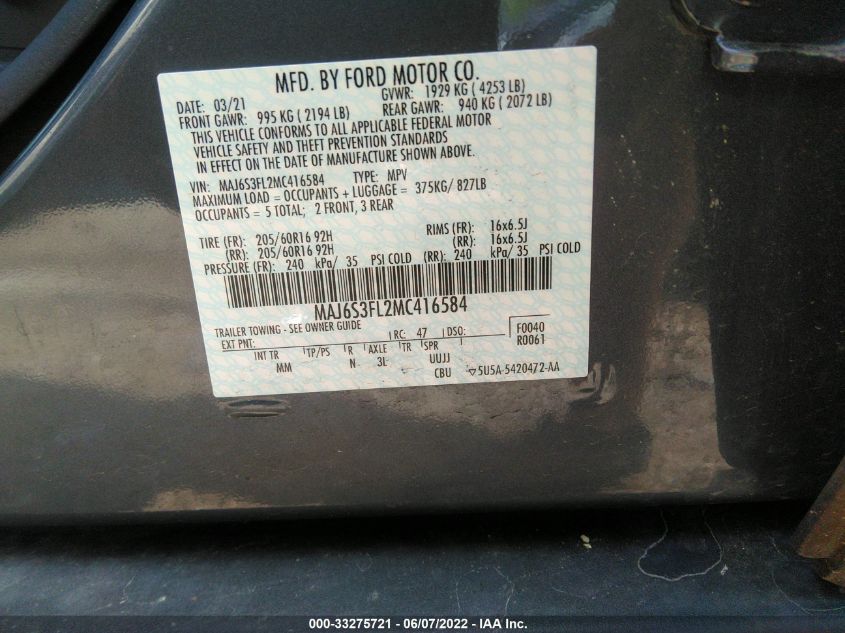 MFD. BY FORD MOTOR CO.
DATE: 03/21 GVWR: 1929 KG ( 4253 LB)
FRONT GAWR: 995 KG ( 2194 LB) REAR GAWR: 940 KG ( 2072 LB)
THIS VEHICLE CONFORMS TO ALL APPLICABLE FEDERAL MOTOR
VEHICLE SAFETY AND THEFT PREVENTION STANDARDS
IN EFFECT ON THE DATE OF MANUFACTURE SHOWN ABOVE.
VIN: MAJ6S3FL2MC416584 TYPE: MPV
MAXIMUM LOAD = OCCUPANTS + LUGGAGE = 375KG/ 827LB
OCCUPANTS = 5 TOTAL; 2 FRONT, 3 REAR
TIRE (FR): 205/60R16 92H RIMS (FR): 16x6.5J
(RR): 205/60R16 92H (RR): 16x6.5J
PRESSURE (FR): 240 kPa/ 35 PSI COLD (RR): 240 kPa/ 35 PSI COLD
MAJ6S3FL2MC416584
TRAILER TOWING - SEE OWNER GUIDE
EXT PNT: RC: 47 DSO: F0040
R0061
INT TR TP/PS R AXLE TR SPR
MM N 3L UUJJ
CBU 5U5A-5420472-AA
000-33275721 - 06/07/2022 - IAA Inc.